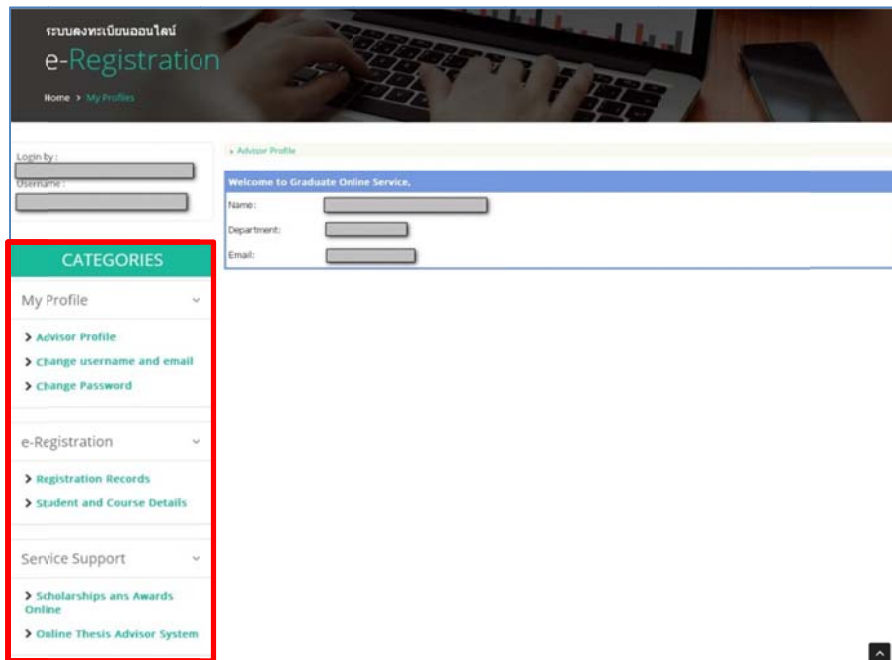 ระบบลงทะเบียนออนไลน์
e-Registration
Home > My Profiles
Login by :
Username :
CATEGORIES
My Profile
Advisor Profile
Change username and email
Change Password
e-Registration
Registration Records
Student and Course Details
Service Support
Scholarships ans Awards
Online
Online Thesis Advisor System
Advisor Profile
Welcome to Graduate Online Service,
Name:
Department:
Email: